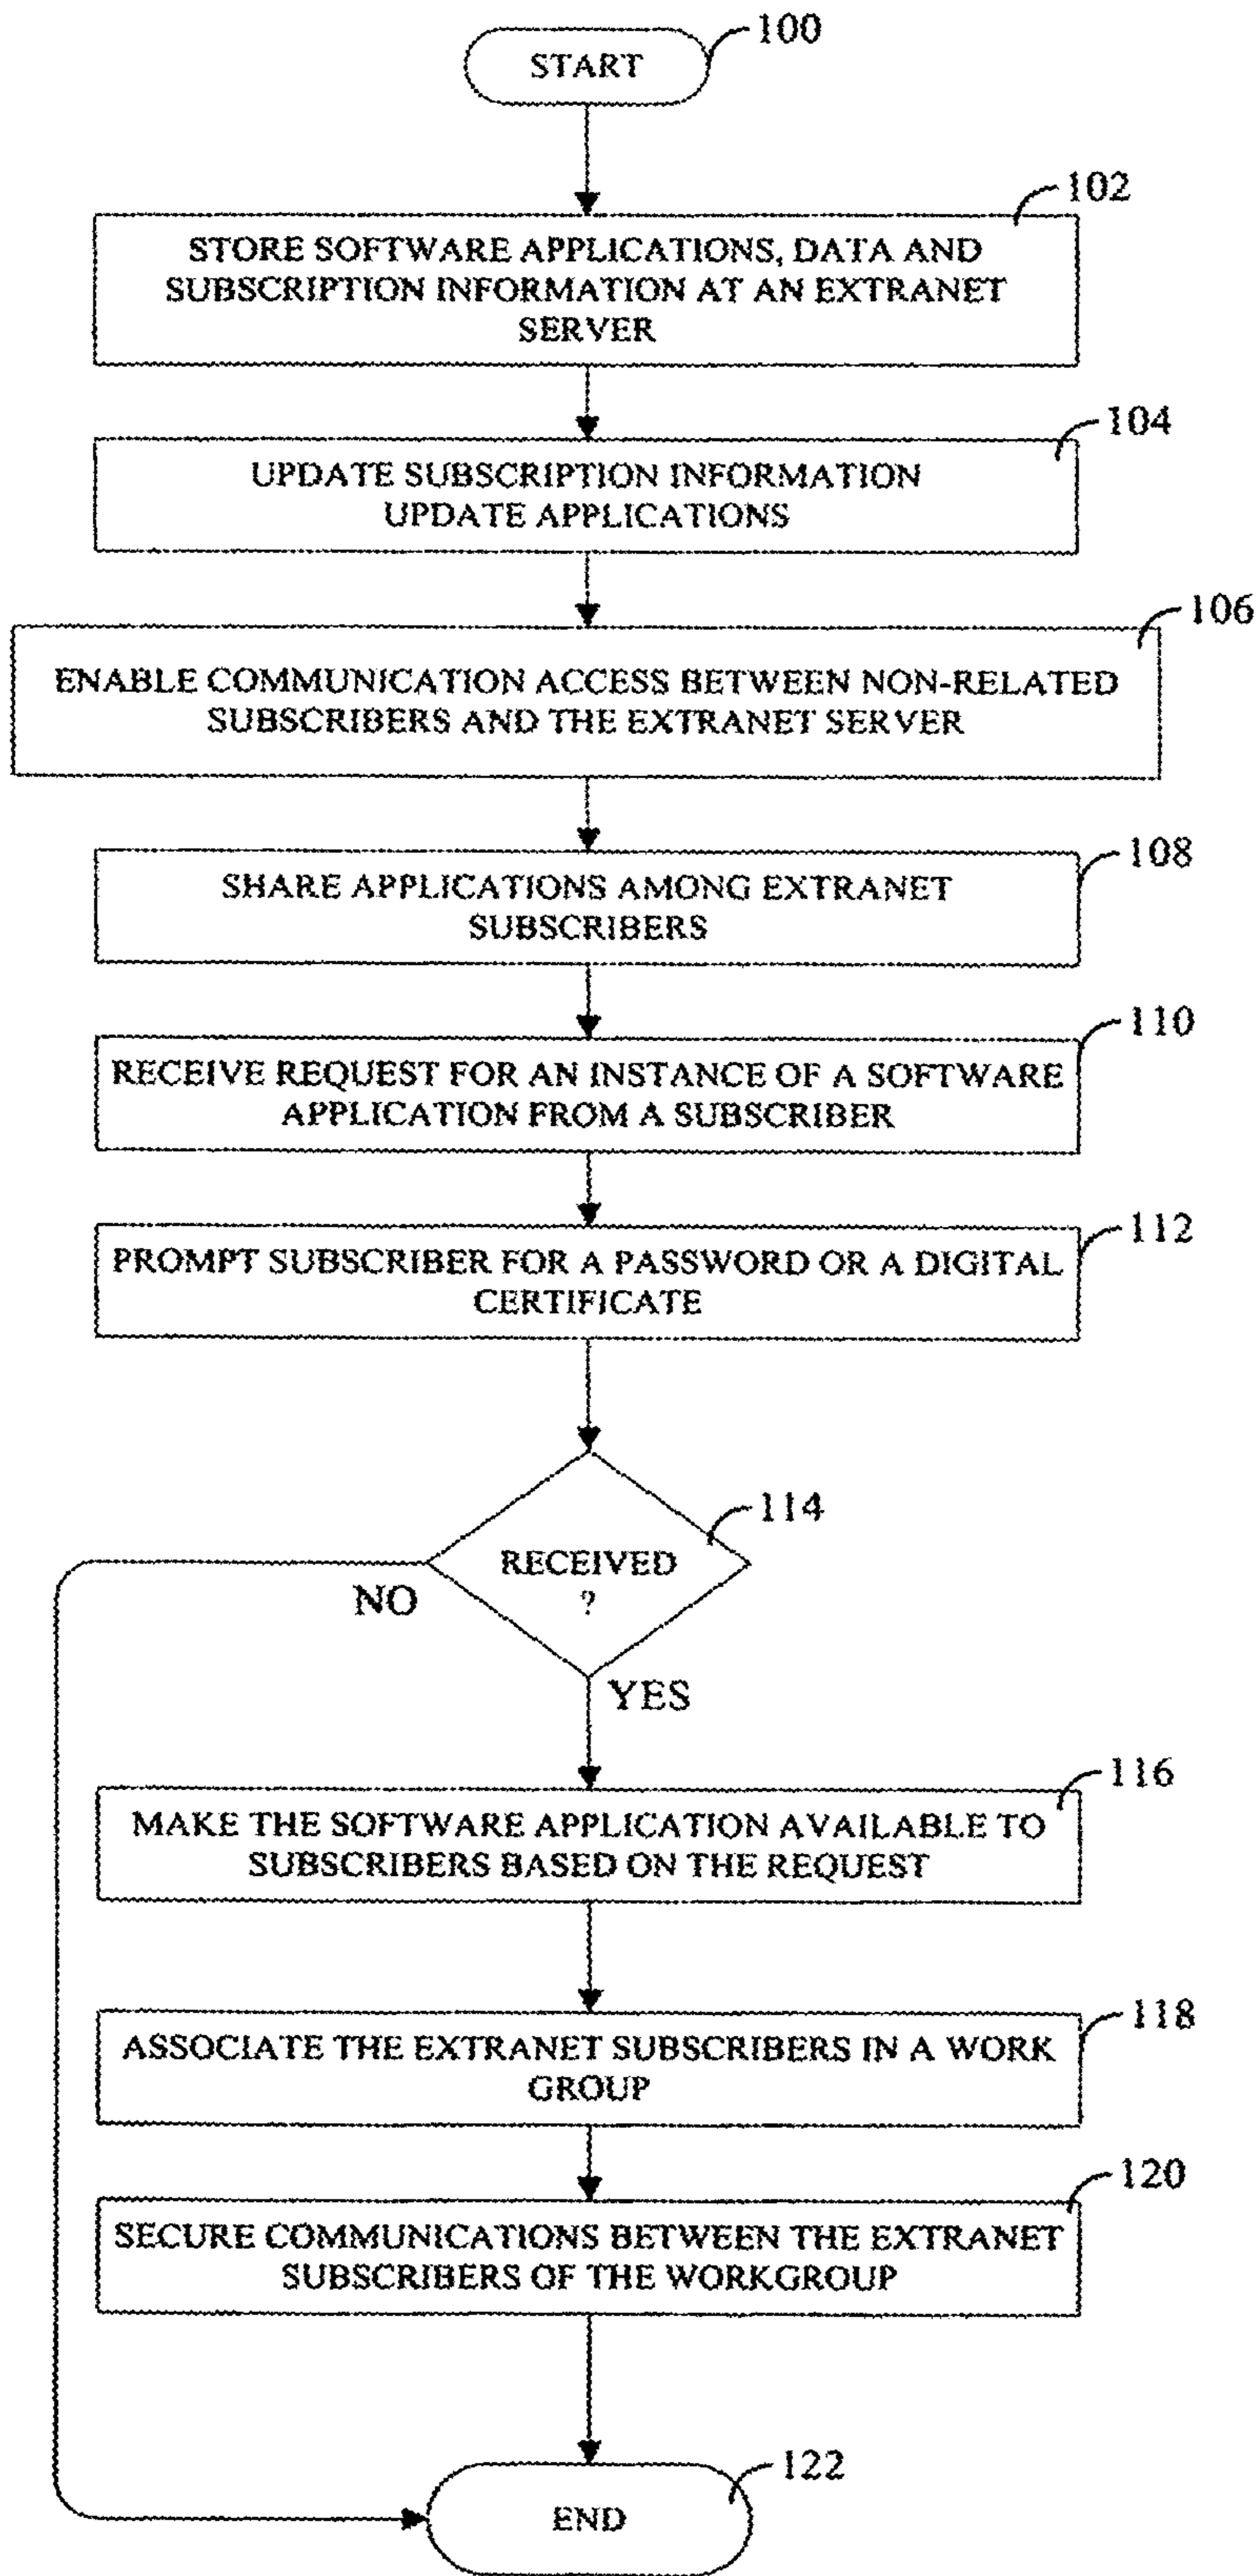 100
START
102
STORE SOFTWARE APPLICATIONS, DATA AND
SUBSCRIPTION INFORMATION AT AN EXTRANET
SERVER
104
UPDATE SUBSCRIPTION INFORMATION
UPDATE APPLICATIONS
106
ENABLE COMMUNICATION ACCESS BETWEEN NON-RELATED
SUBSCRIBERS AND THE EXTRANET SERVER
108
SHARE APPLICATIONS AMONG EXTRANET
SUBSCRIBERS
110
RECEIVE REQUEST FOR AN INSTANCE OF A SOFTWARE
APPLICATION FROM A SUBSCRIBER
112
PROMPT SUBSCRIBER FOR A PASSWORD OR A DIGITAL
CERTIFICATE
114
RECEIVED
?
NO
YES
116
MAKE THE SOFTWARE APPLICATION AVAILABLE TO
SUBSCRIBERS BASED ON THE REQUEST
118
ASSOCIATE THE EXTRANET SUBSCRIBERS IN A WORK
GROUP
120
SECURE COMMUNICATIONS BETWEEN THE EXTRANET
SUBSCRIBERS OF THE WORKGROUP
122
END